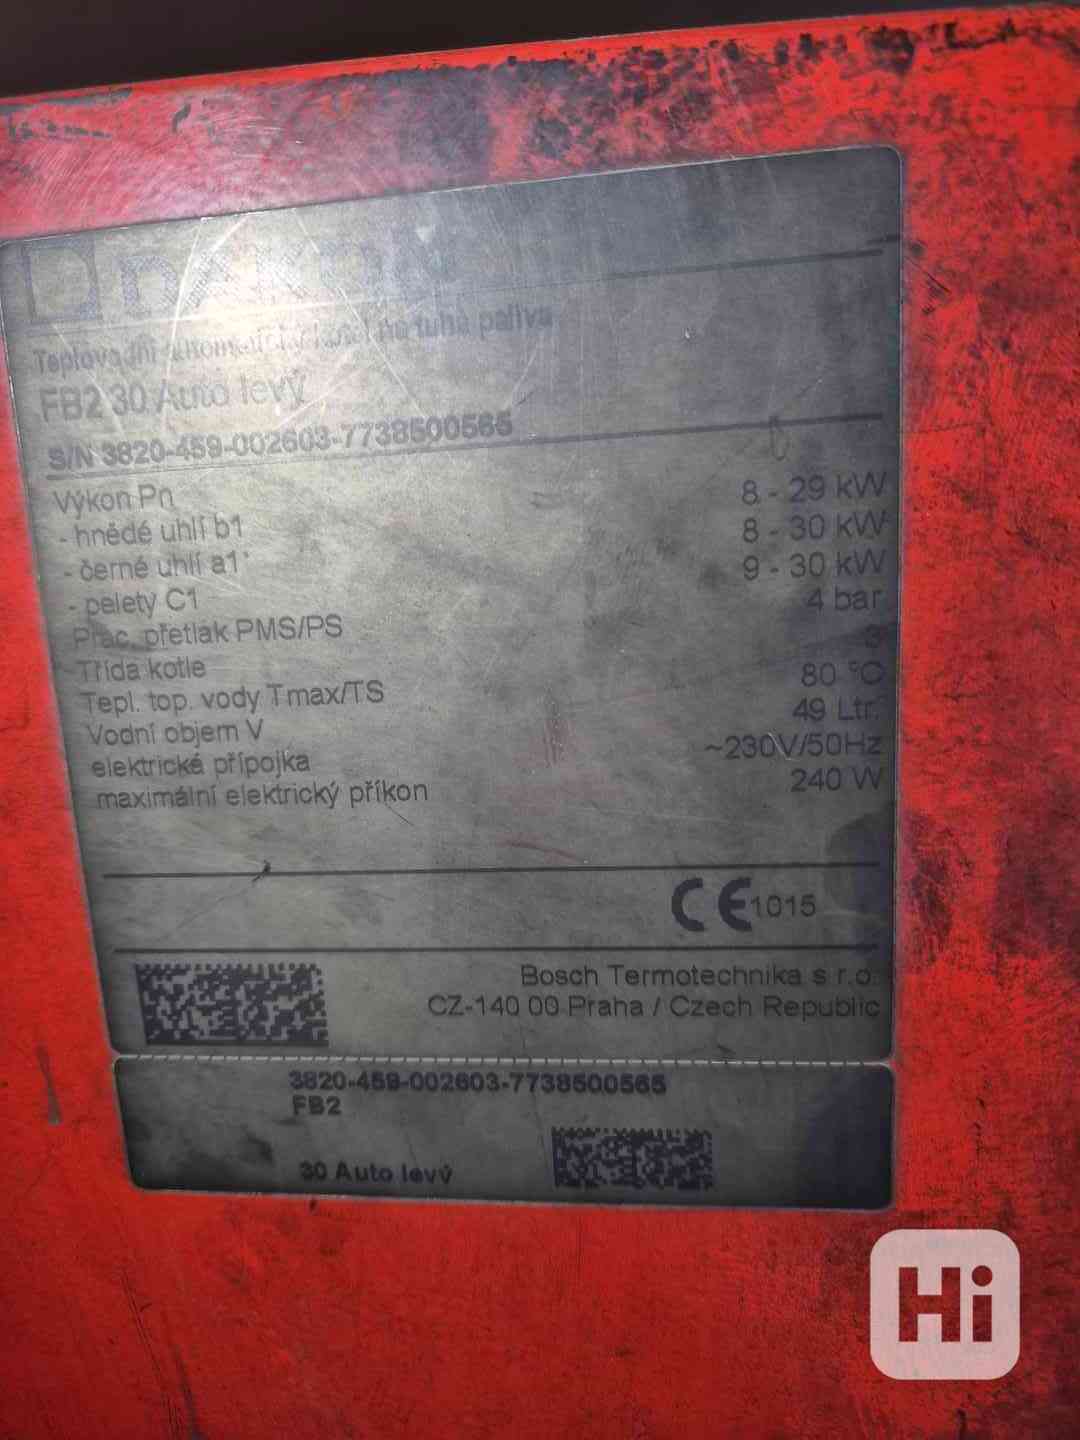 DAKON
Teplovodní automatický kotel na tuhá paliva
FB2 30 Auto levý
S/N 3820-459-002603-7738500565
Výkon Pn
- hnědé uhlí b1 8 - 29 kW
- černé uhlí a1 8 - 30 kW
- pelety C1 9 - 30 kW
Prac. přetlak PMS/PS 4 bar
Třída kotle 3
Tepl. top. vody Tmax/TS 80 °C
Vodní objem V 49 Ltr.
elektrické přípojka ~230V/50Hz
maximální elektrický příkon 240 W
CE 1015
Bosch Termotechnika s.r.o.
CZ-140 00 Praha / Czech Republic
3820-459-002603-7738500565
FB2
30 Auto levý
Hi